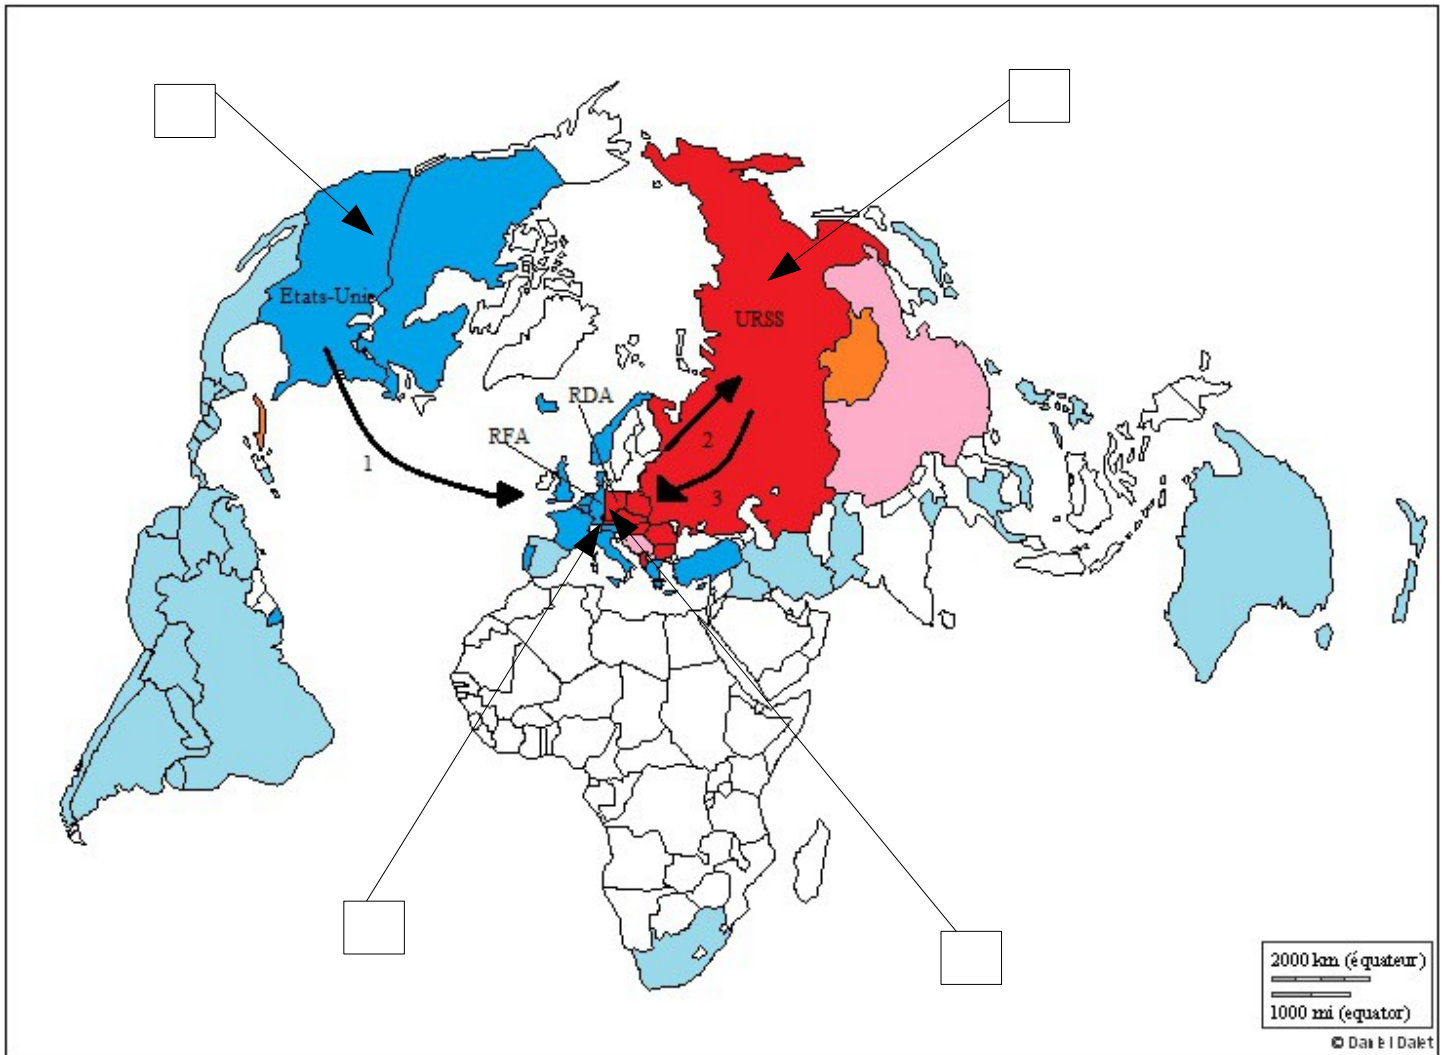 Etats-Unis
URSS
RDA
RFA
1
2
3
2000 km (équateur)
1000 mi (equator)
© Daniel Dalet